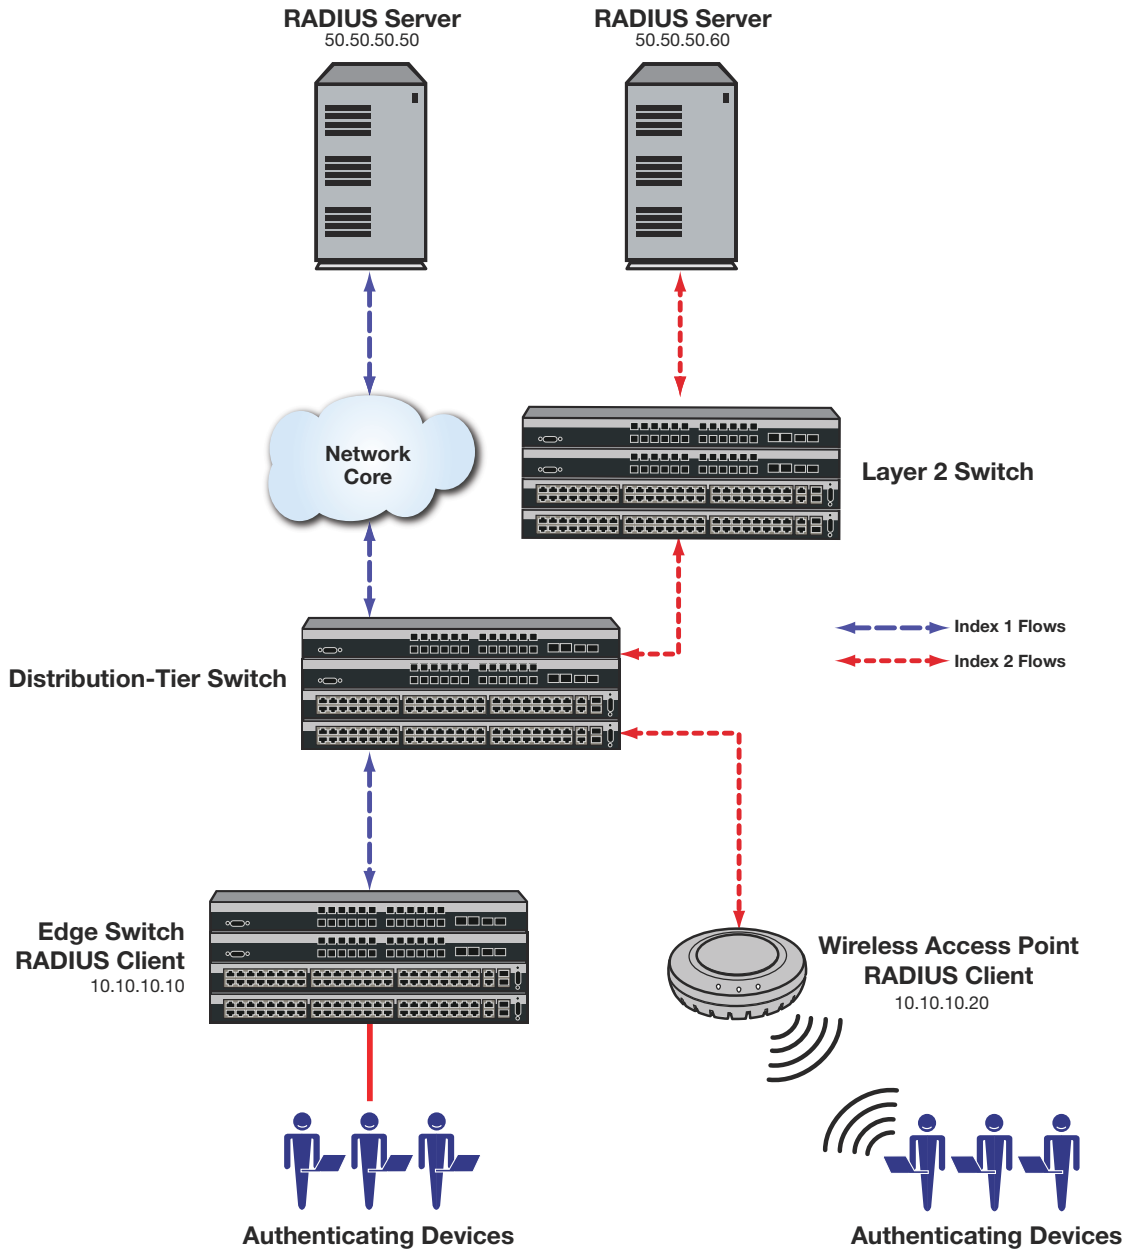 RADIUS Server
50.50.50.50
RADIUS Server
50.50.50.60
Network
Core
Layer 2 Switch
Index 1 Flows
Index 2 Flows
Distribution-Tier Switch
Edge Switch
RADIUS Client
10.10.10.10
Wireless Access Point
RADIUS Client
10.10.10.20
Authenticating Devices
Authenticating Devices